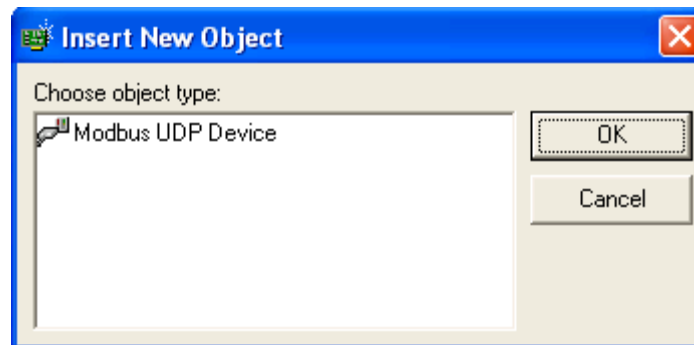 Insert New Object
Choose object type:
Modbus UDP Device
OK
Cancel